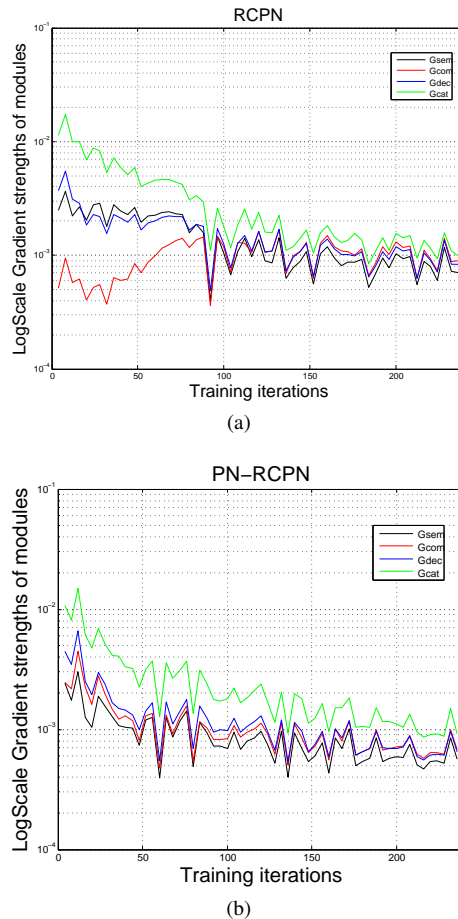 RCPN
10^-1
10^-2
10^-3
10^-4
LogScale Gradient strengths of modules
Gsem
Gcom
Gdec
Gcat
0 50 100 150 200
Training iterations
(a)
PN-RCPN
10^-1
10^-2
10^-3
10^-4
LogScale Gradient strengths of modules
Gsem
Gcom
Gdec
Gcat
0 50 100 150 200
Training iterations
(b)